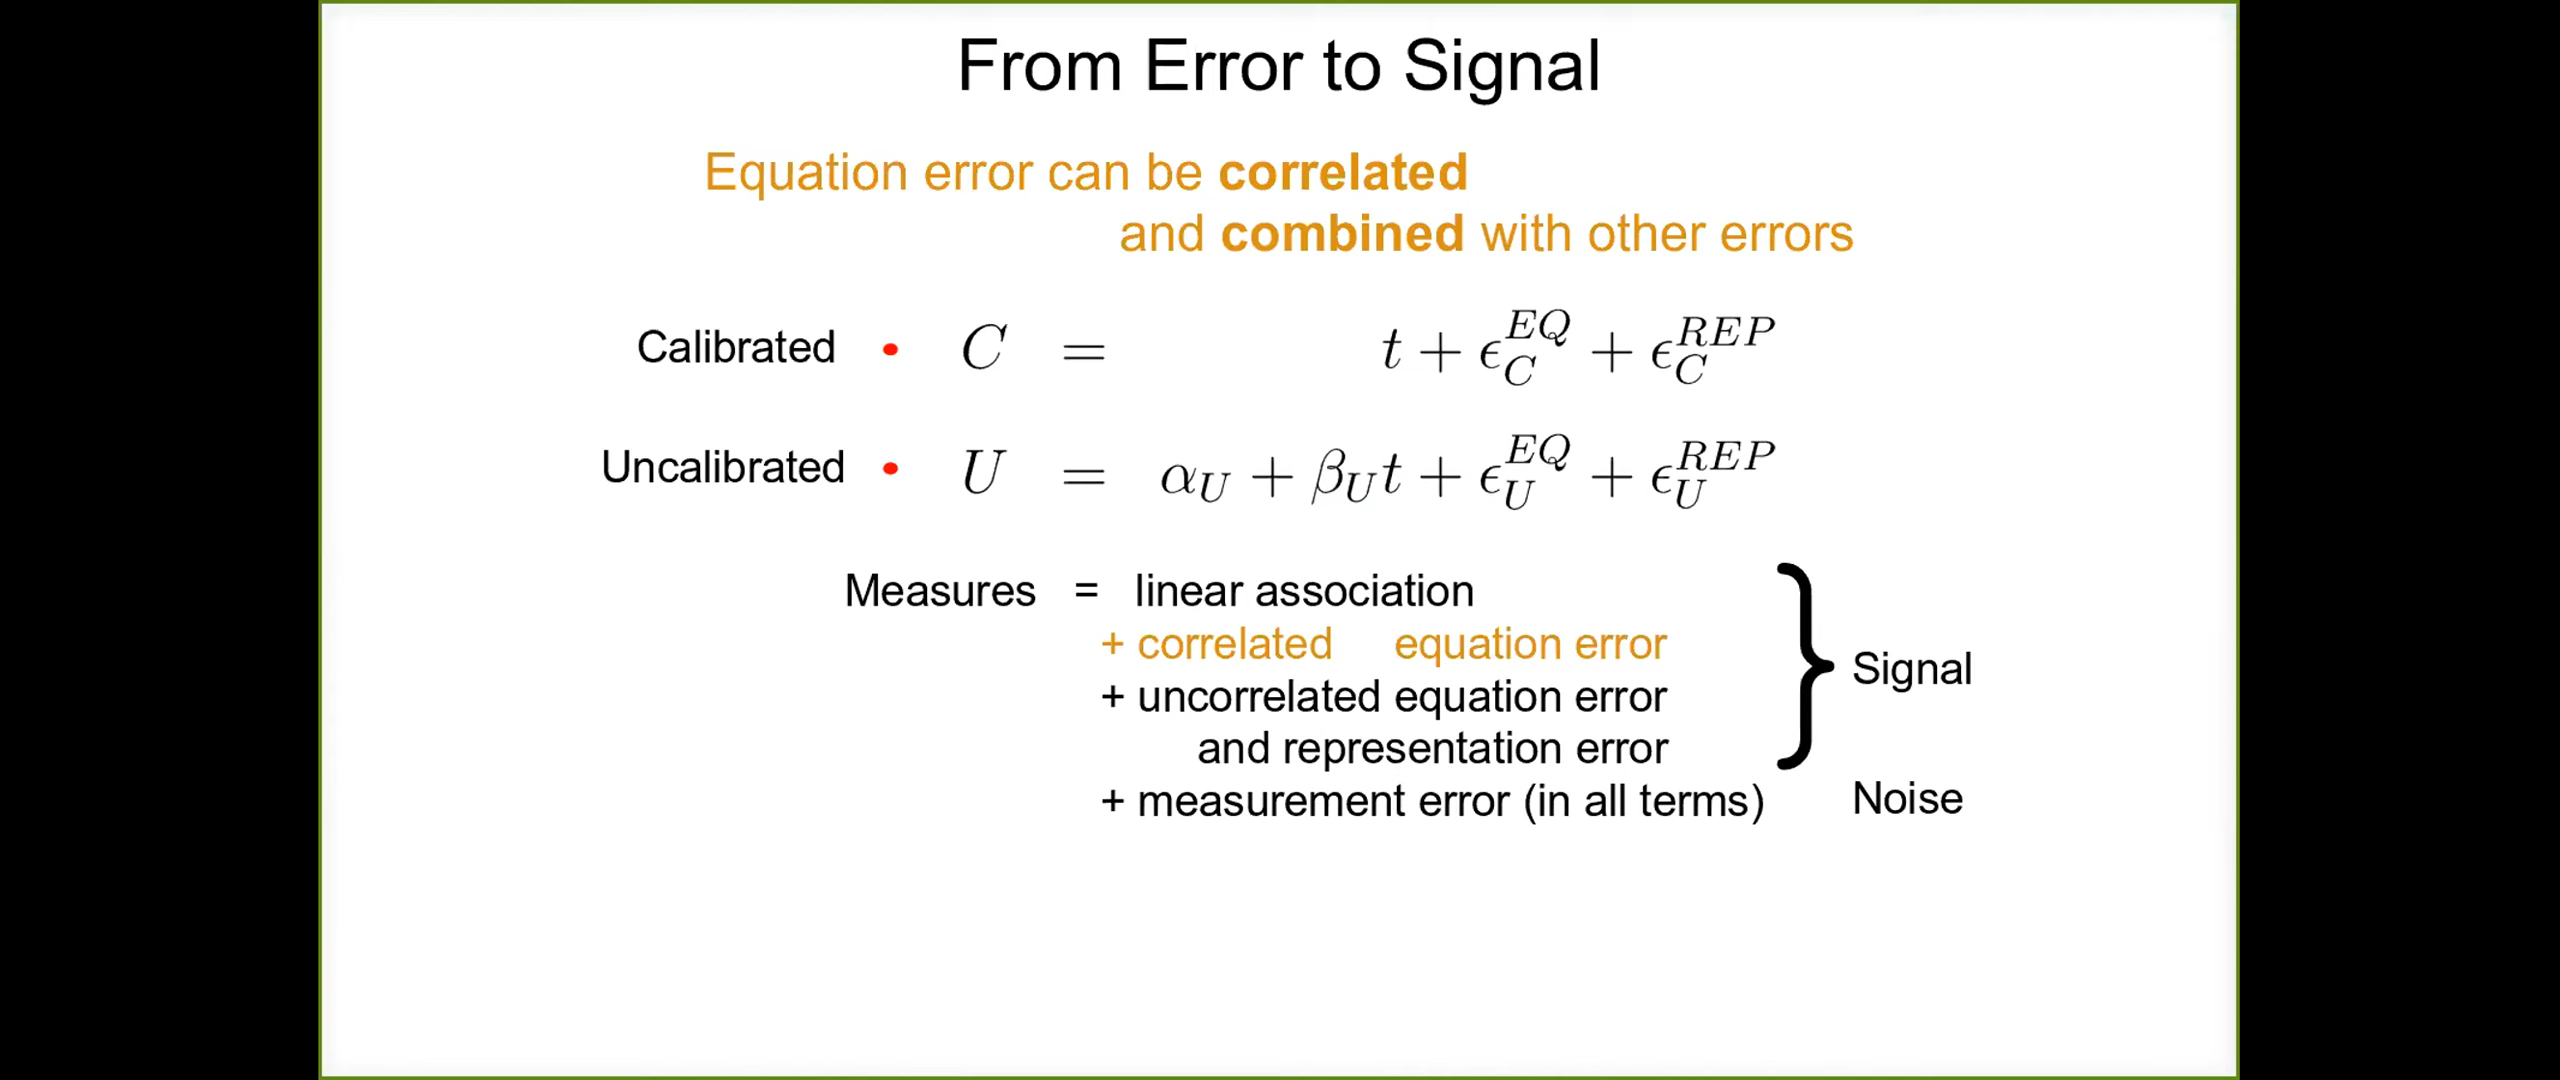 From Error to Signal
Equation error can be correlated
and combined with other errors
Calibrated • C = t + ϵ_C^{EQ} + ϵ_C^{REP}
Uncalibrated • U = α_U + β_U t + ϵ_U^{EQ} + ϵ_U^{REP}
Measures = linear association
+ correlated equation error
+ uncorrelated equation error
Signal
and representation error
+ measurement error (in all terms) Noise